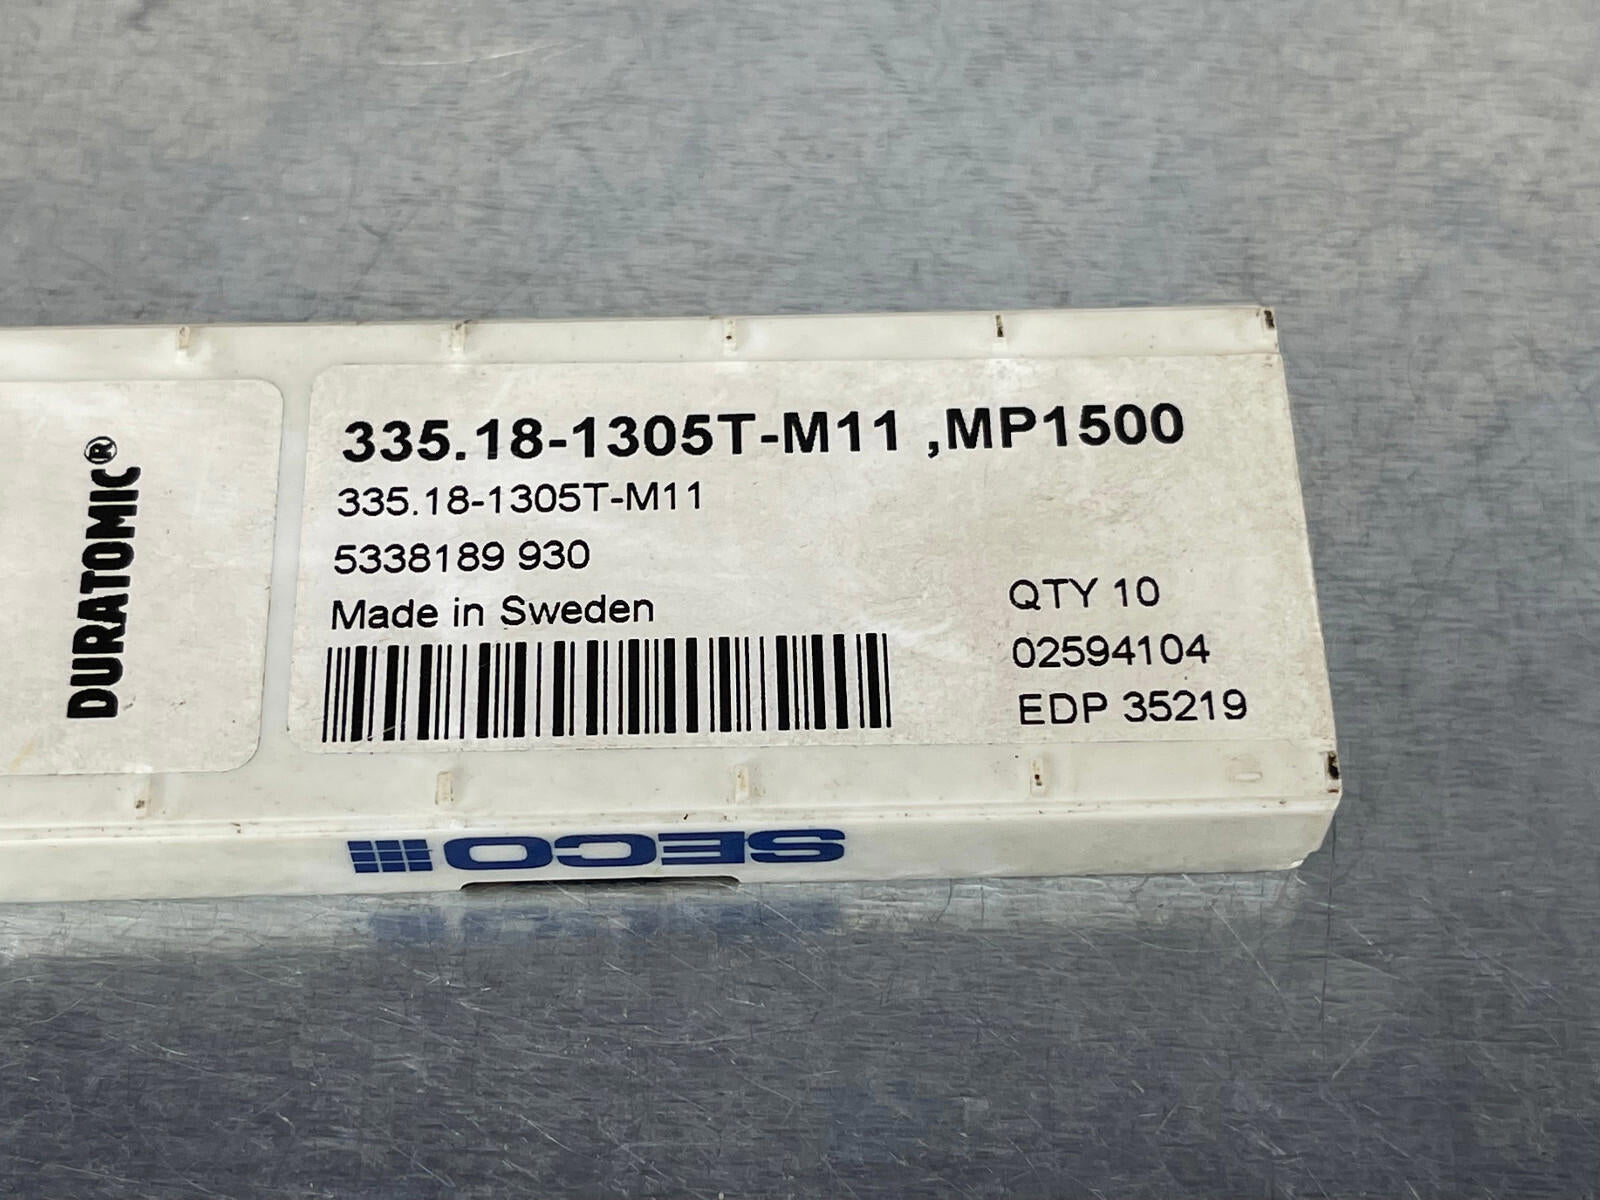 DURATOMIC®
335.18-1305T-M11 ,MP1500
335.18-1305T-M11
5338189 930
Made in Sweden
QTY 10
02594104
EDP 35219
SECO